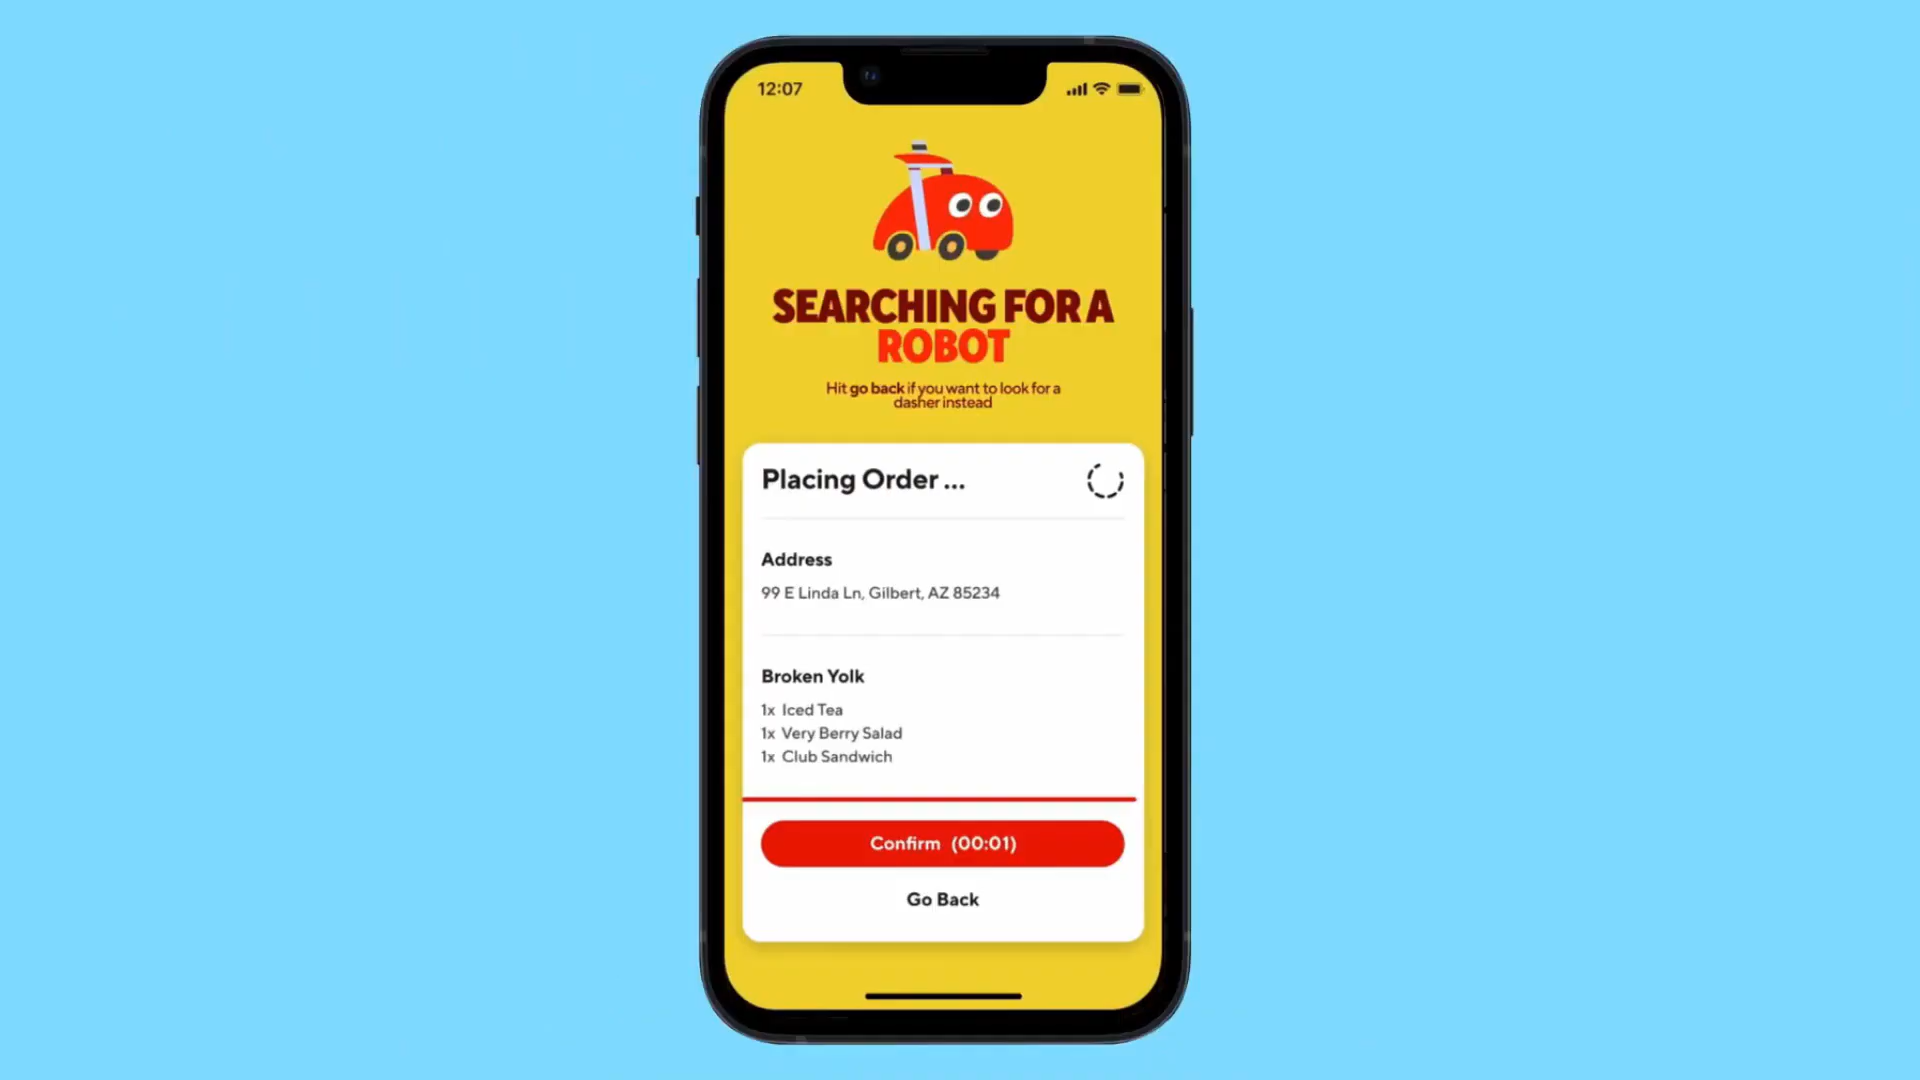 12:07
SEARCHING FOR A
ROBOT
Hit go back if you want to look for a
dasher instead
Placing Order ...
Address
99 E Linda Ln, Gilbert, AZ 85234
Broken Yolk
1x Iced Tea
1x Very Berry Salad
1x Club Sandwich
Confirm (00:01)
Go Back